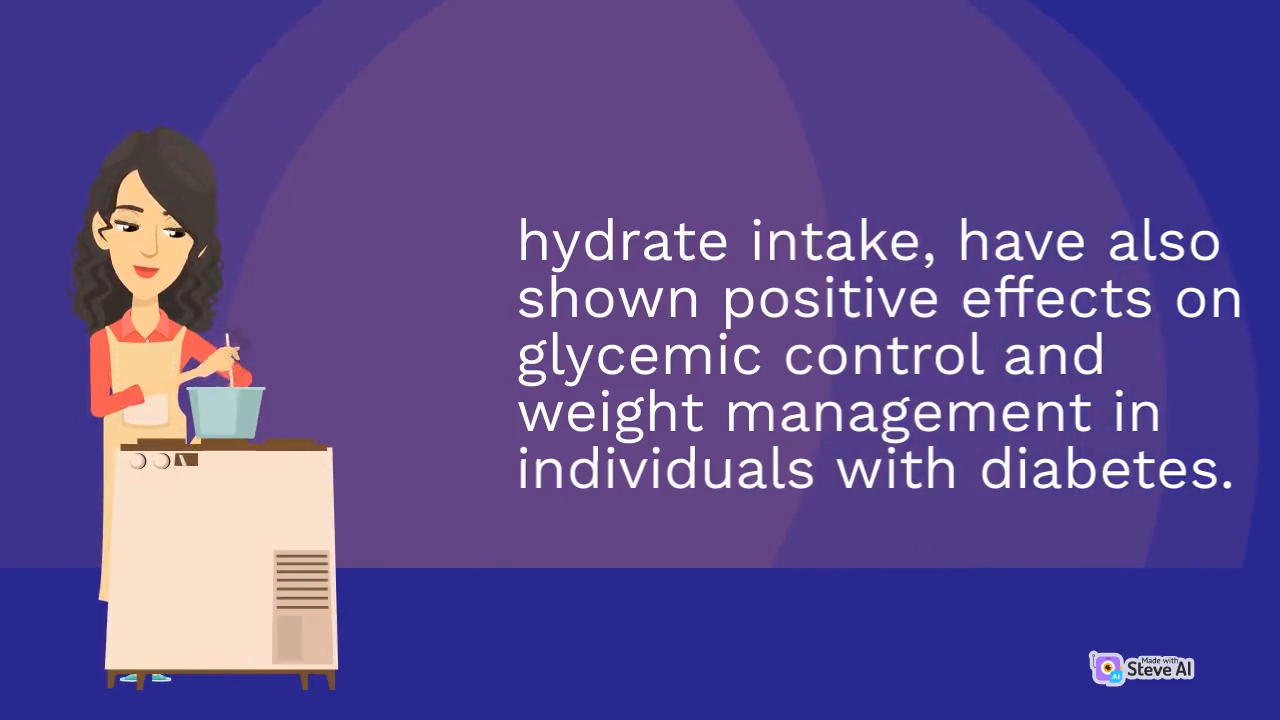 hydrate intake, have also
shown positive effects on
glycemic control and
weight management in
individuals with diabetes.
Made with
Steve AI
AI